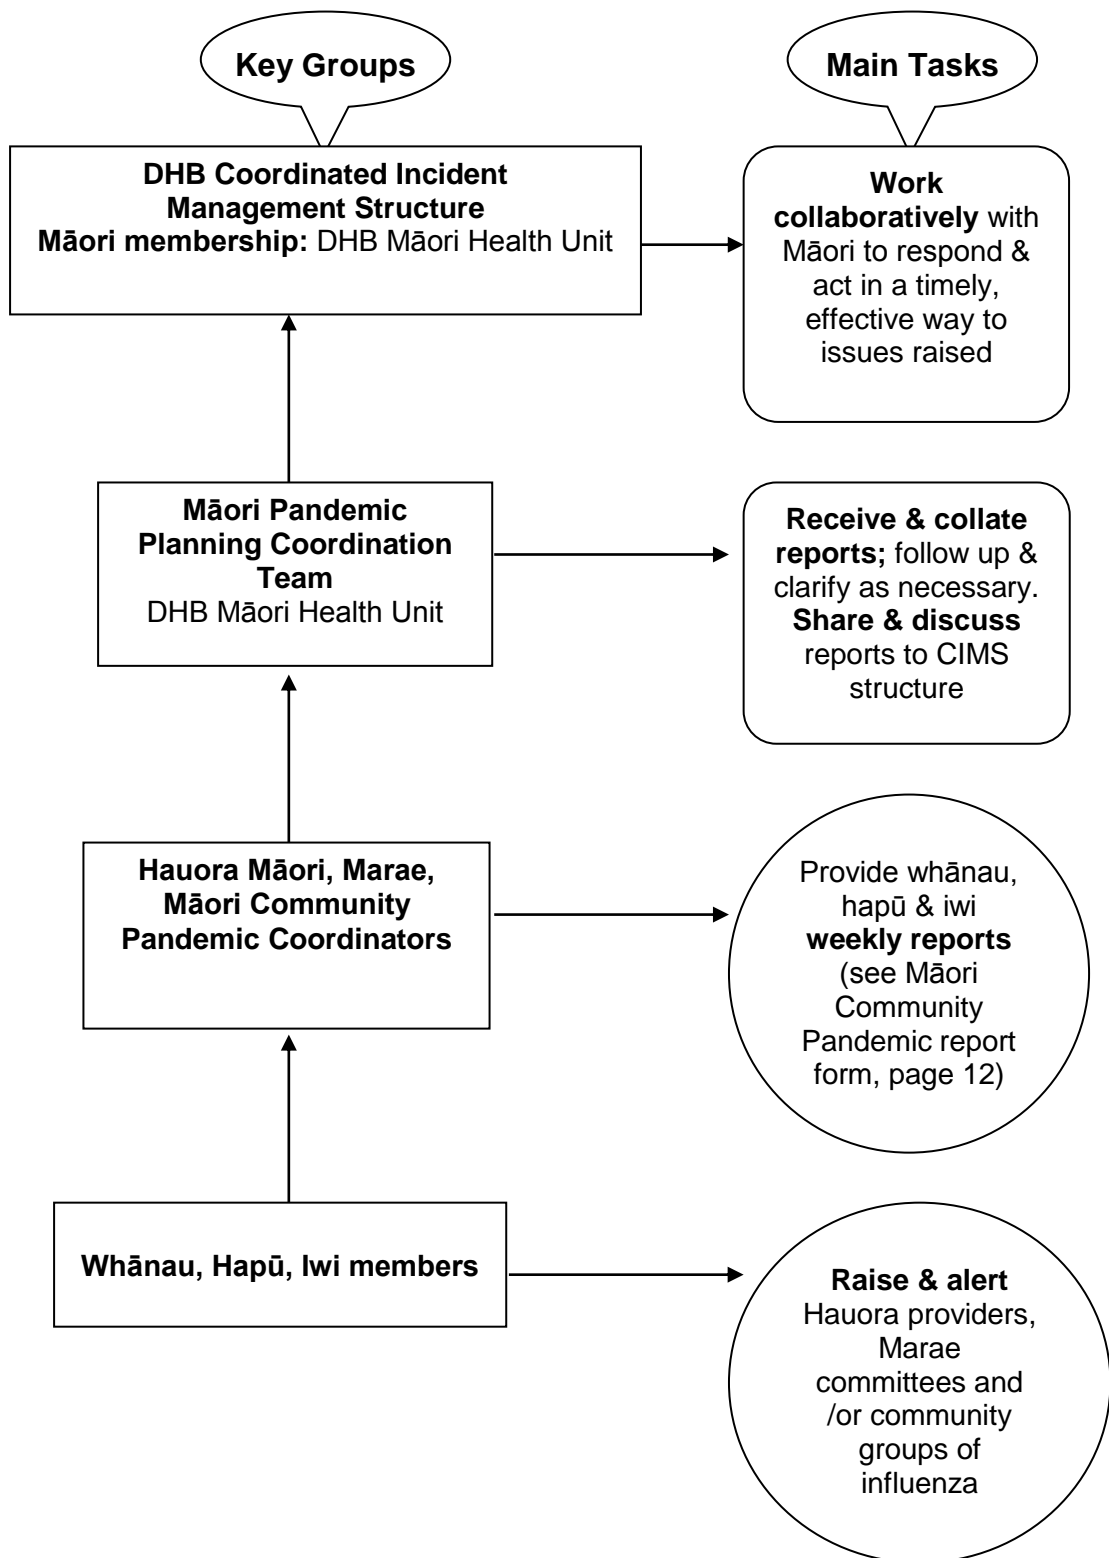 Key Groups
Main Tasks
DHB Coordinated Incident
Management Structure
Māori membership: DHB Māori Health Unit
Work
collaboratively with
Māori to respond &
act in a timely,
effective way to
issues raised
Māori Pandemic
Planning Coordination
Team
DHB Māori Health Unit
Receive & collate
reports; follow up &
clarify as necessary.
Share & discuss
reports to CIMS
structure
Hauora Māori, Marae,
Māori Community
Pandemic Coordinators
Provide whānau,
hapū & iwi
weekly reports
(see Māori
Community
Pandemic report
form, page 12)
Whānau, Hapū, Iwi members
Raise & alert
Hauora providers,
Marae
committees and
/or community
groups of
influenza